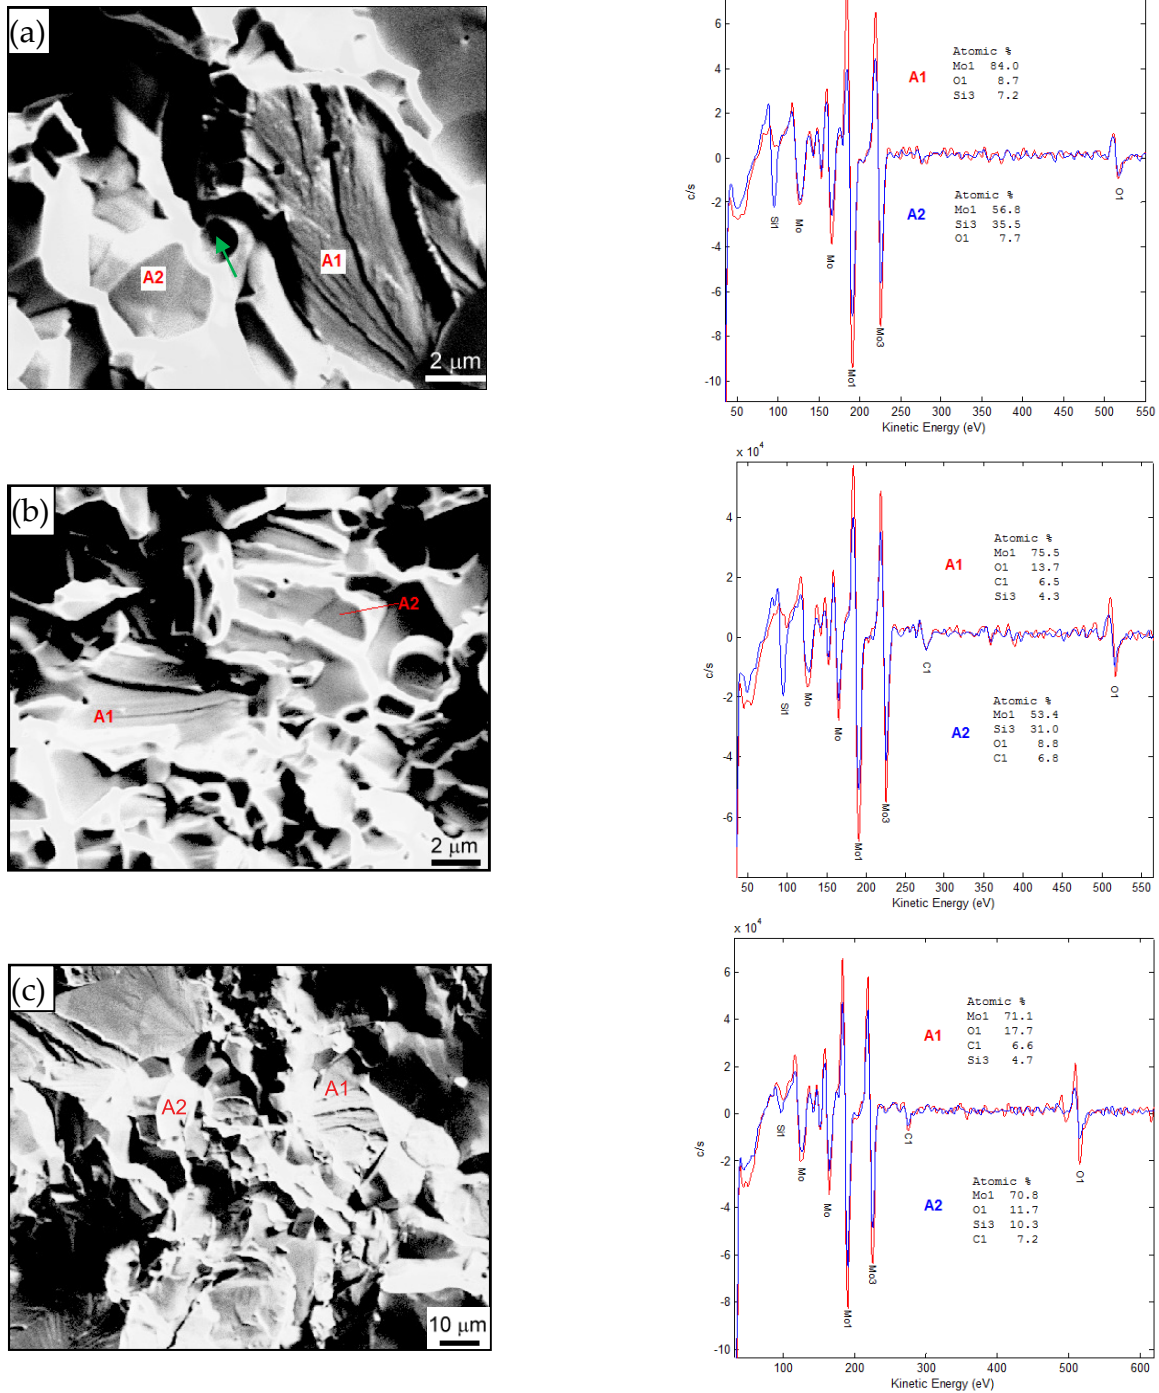 (a)
A1
A2
2 μm
6
4
2
0
-2
-4
-6
-8
-10
c/s
50 100 150 200 250 300 350 400 450 500 550
Kinetic Energy (eV)
Si1
Mo
Mo
Mo1
Mo3
O1
A1
Atomic %
Mo1 84.0
O1 8.7
Si3 7.2
A2
Atomic %
Mo1 56.8
Si3 35.5
O1 7.7
(b)
A2
A1
2 μm
x 10⁴
4
2
0
-2
-4
-6
c/s
50 100 150 200 250 300 350 400 450 500 550
Kinetic Energy (eV)
Si1
Mo
Mo
Mo1
Mo3
C1
O1
A1
Atomic %
Mo1 75.5
O1 13.7
C1 6.5
Si3 4.3
A2
Atomic %
Mo1 53.4
Si3 31.0
O1 8.8
C1 6.8
(c)
A1
A2
10 μm
x 10⁴
6
4
2
0
-2
-4
-6
-8
-10
c/s
100 200 300 400 500 600
Kinetic Energy (eV)
Si1
Mo
Mo
Mo1
Mo3
C1
O1
A1
Atomic %
Mo1 71.1
O1 17.7
C1 6.6
Si3 4.7
A2
Atomic %
Mo1 70.8
O1 11.7
Si3 10.3
C1 7.2